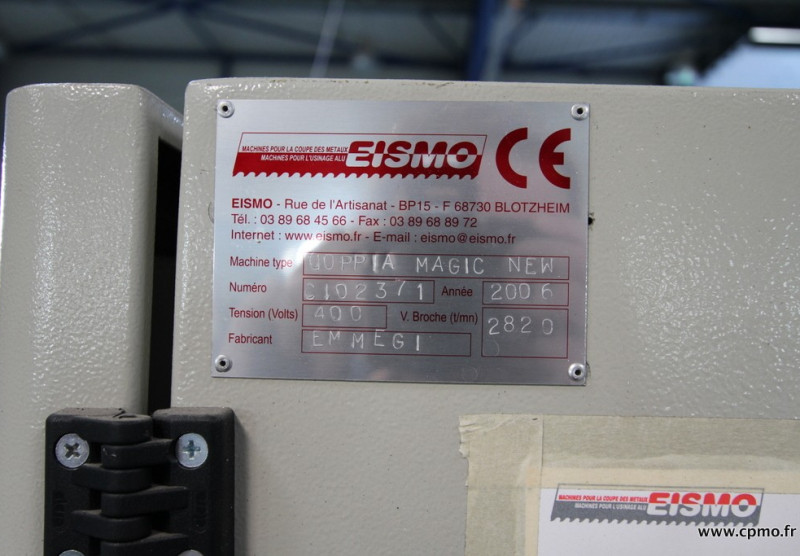 MACHINES POUR LA COUPE DES METAUX
MACHINES POUR L'USINAGE ALU
EISMO CE
EISMO - Rue de l'Artisanat - BP15 - F 68730 BLOTZHEIM
Tél. : 03 89 68 45 66 - Fax : 03 89 68 89 72
Internet : www.eismo.fr - E-mail : eismo@eismo.fr
Machine type DOPPIA MAGIC NEW
Numéro C10237/1 Année 2006
Tension (Volts) 400 V. Broche (t/mn) 2820
Fabricant EMMEGI
MACHINES POUR LA COUPE DES METAUX
MACHINES POUR L'USINAGE ALU
EISMO
www.cpmo.fr